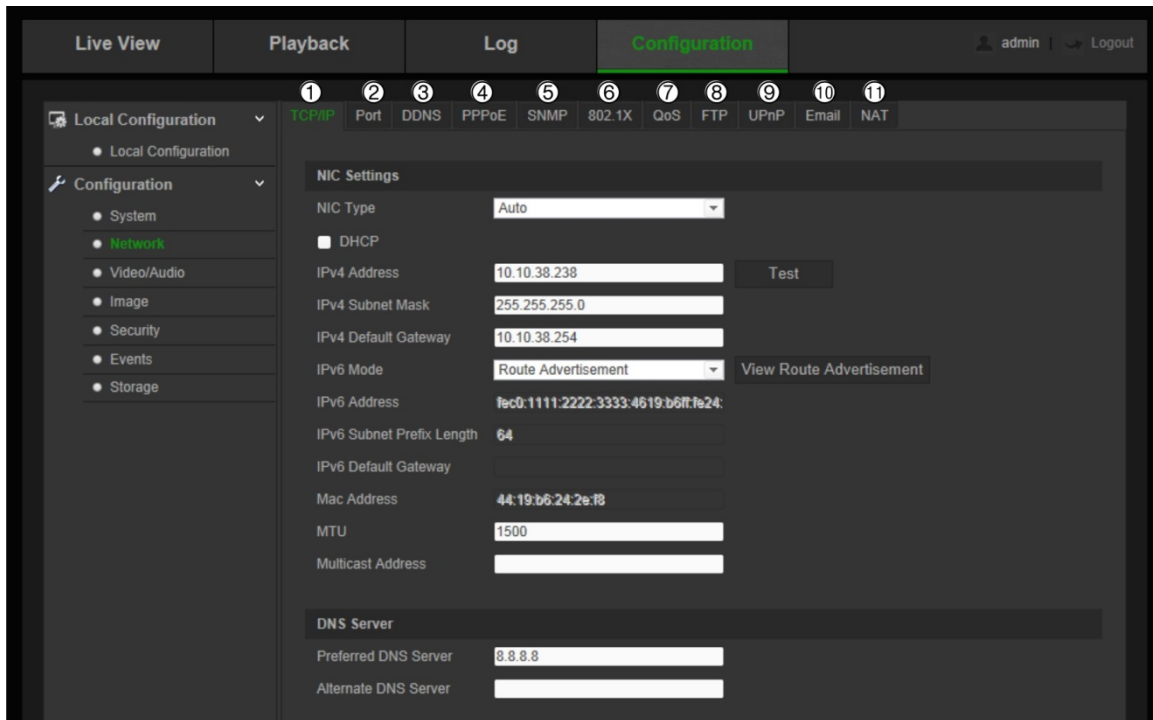 Live View Playback Log Configuration admin | Logout
① ② ③ ④ ⑤ ⑥ ⑦ ⑧ ⑨ ⑩ ⑪
TCP/IP Port DDNS PPPoE SNMP 802.1X QoS FTP UPnP Email NAT
Local Configuration
Local Configuration
Configuration
System
Network
Video/Audio
Image
Security
Events
Storage
NIC Settings
NIC Type Auto
DHCP
IPv4 Address 10.10.38.238 Test
IPv4 Subnet Mask 255.255.255.0
IPv4 Default Gateway 10.10.38.254
IPv6 Mode Route Advertisement View Route Advertisement
IPv6 Address fec0:1111:2222:3333:4619:b6ff:fe24:
IPv6 Subnet Prefix Length 64
IPv6 Default Gateway
Mac Address 44:19:b6:24:2e:f8
MTU 1500
Multicast Address
DNS Server
Preferred DNS Server 8.8.8.8
Alternate DNS Server